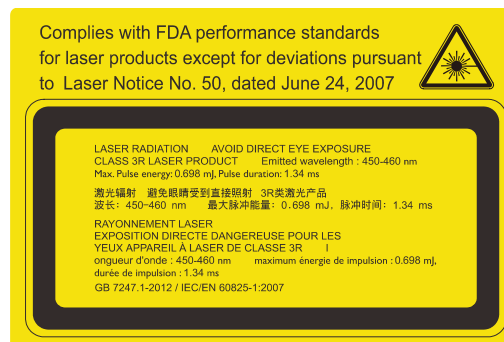 Complies with FDA performance standards
for laser products except for deviations pursuant
to Laser Notice No. 50, dated June 24, 2007
LASER RADIATION AVOID DIRECT EYE EXPOSURE
CLASS 3R LASER PRODUCT Emitted wavelength : 450-460 nm
Max. Pulse energy: 0.698 mJ, Pulse duration: 1.34 ms
激光辐射 避免眼睛受到直接照射 3R类激光产品
波长: 450-460 nm 最大脉冲能量: 0.698 mJ, 脉冲时间: 1.34 ms
RAYONNEMENT LASER
EXPOSITION DIRECTE DANGEREUSE POUR LES
YEUX APPAREIL À LASER DE CLASSE 3R l
ongueur d'onde : 450-460 nm maximum énergie de impulsion : 0.698 mJ,
durée de impulsion : 1.34 ms
GB 7247.1-2012 / IEC/EN 60825-1:2007